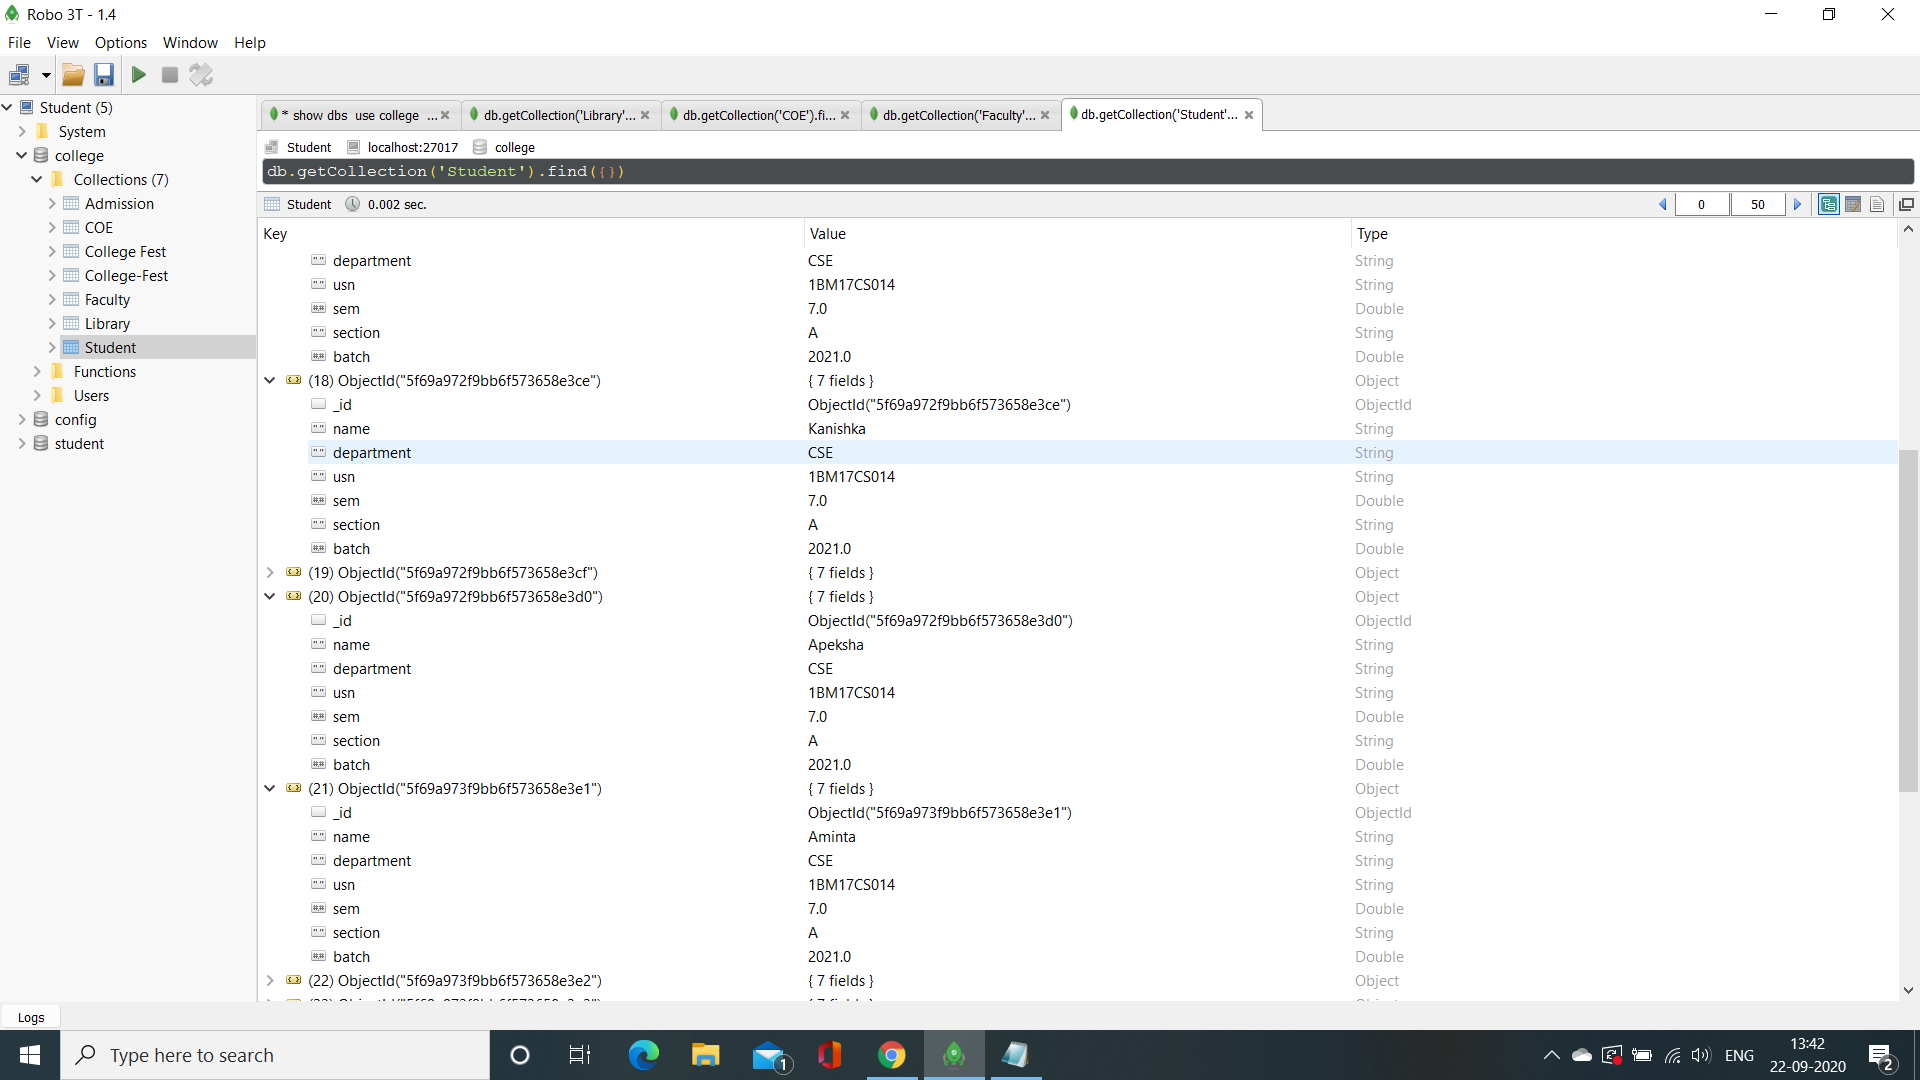 Robo 3T - 1.4
File View Options Window Help
Student (5)
System
college
Collections (7)
Admission
COE
College Fest
College-Fest
Faculty
Library
Student
Functions
Users
config
student
* show dbs use college ...
db.getCollection('Library'...
db.getCollection('COE').fi...
db.getCollection('Faculty'...
db.getCollection('Student'...
Student localhost:27017 college
db.getCollection('Student').find({})
Student 0.002 sec. 0 50
Key Value Type
department CSE String
usn 1BM17CS014 String
sem 7.0 Double
section A String
batch 2021.0 Double
(18) ObjectId("5f69a972f9bb6f573658e3ce") { 7 fields } Object
_id ObjectId("5f69a972f9bb6f573658e3ce") ObjectId
name Kanishka String
department CSE String
usn 1BM17CS014 String
sem 7.0 Double
section A String
batch 2021.0 Double
(19) ObjectId("5f69a972f9bb6f573658e3cf") { 7 fields } Object
(20) ObjectId("5f69a972f9bb6f573658e3d0") { 7 fields } Object
_id ObjectId("5f69a972f9bb6f573658e3d0") ObjectId
name Apeksha String
department CSE String
usn 1BM17CS014 String
sem 7.0 Double
section A String
batch 2021.0 Double
(21) ObjectId("5f69a973f9bb6f573658e3e1") { 7 fields } Object
_id ObjectId("5f69a973f9bb6f573658e3e1") ObjectId
name Aminta String
department CSE String
usn 1BM17CS014 String
sem 7.0 Double
section A String
batch 2021.0 Double
(22) ObjectId("5f69a973f9bb6f573658e3e2") { 7 fields } Object
Logs
Type here to search
1
ENG
13:42
22-09-2020
2